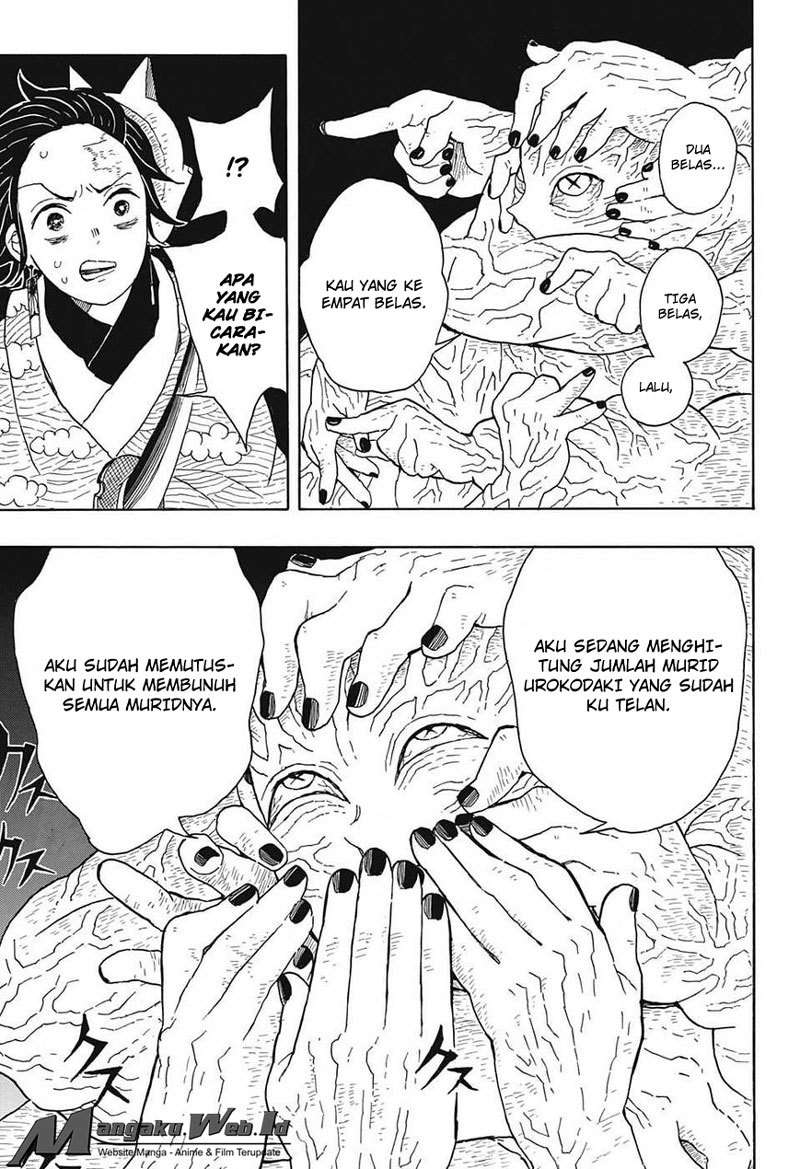 DUA
BELAS...
TIGA
BELAS,
LALU,
KAU YANG KE
EMPAT BELAS.
!?
APA
YANG
KAU BI-
CARA-
KAN?
AKU SEDANG MENGHI-
TUNG JUMLAH MURID
UROKODAKI YANG SUDAH
KU TELAN.
AKU SUDAH MEMUTUS-
KAN UNTUK MEMBUNUH
SEMUA MURIDNYA.
クス
クス
クス
クス
Mangaku.Web.Id
Website Manga - Anime & Film Terupdate